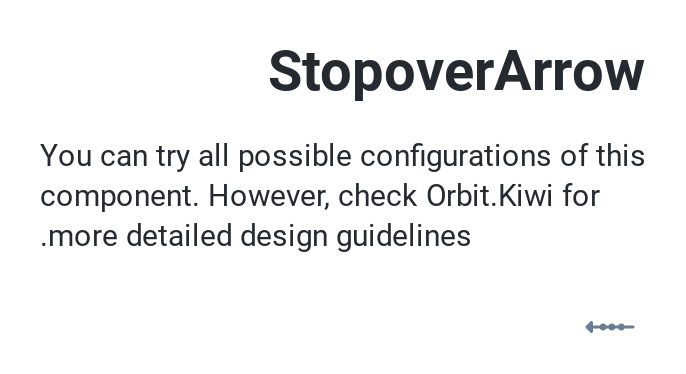 StopoverArrow
You can try all possible configurations of this
component. However, check Orbit.Kiwi for
.more detailed design guidelines